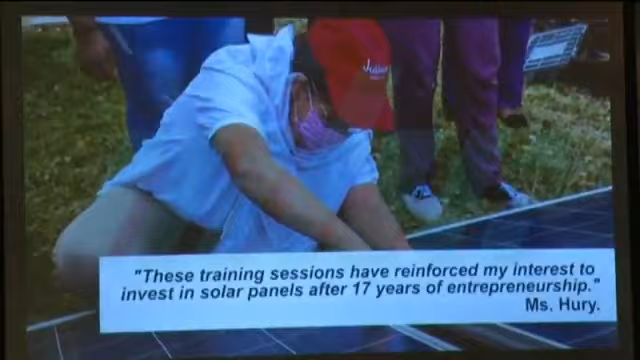 "These training sessions have reinforced my interest to
invest in solar panels after 17 years of entrepreneurship."
Ms. Hury.